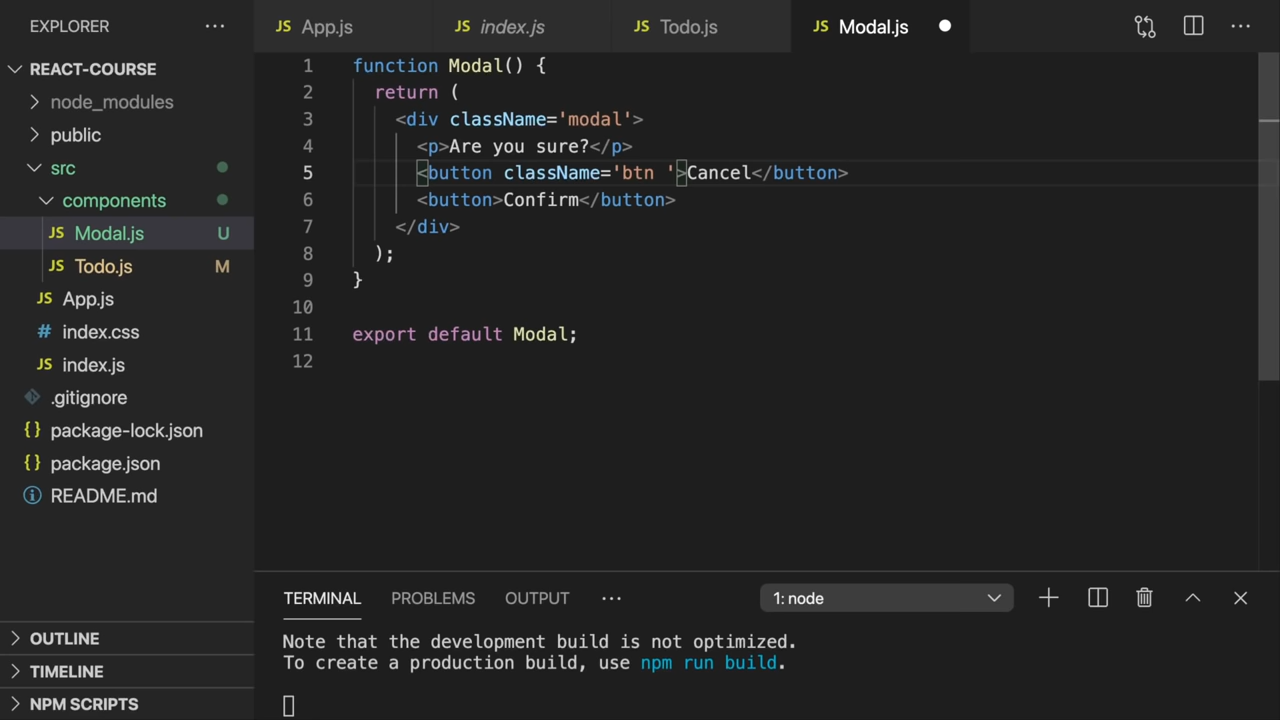 EXPLORER
REACT-COURSE
node_modules
public
src
components
JS Modal.js U
JS Todo.js M
JS App.js
# index.css
JS index.js
.gitignore
{} package-lock.json
{} package.json
README.md
OUTLINE
TIMELINE
NPM SCRIPTS
JS App.js JS index.js JS Todo.js JS Modal.js
1 function Modal() {
2 return (
3 <div className='modal'>
4 <p>Are you sure?</p>
5 <button className='btn '>Cancel</button>
6 <button>Confirm</button>
7 </div>
8 );
9 }
10
11 export default Modal;
12
TERMINAL PROBLEMS OUTPUT 1: node
Note that the development build is not optimized.
To create a production build, use npm run build.